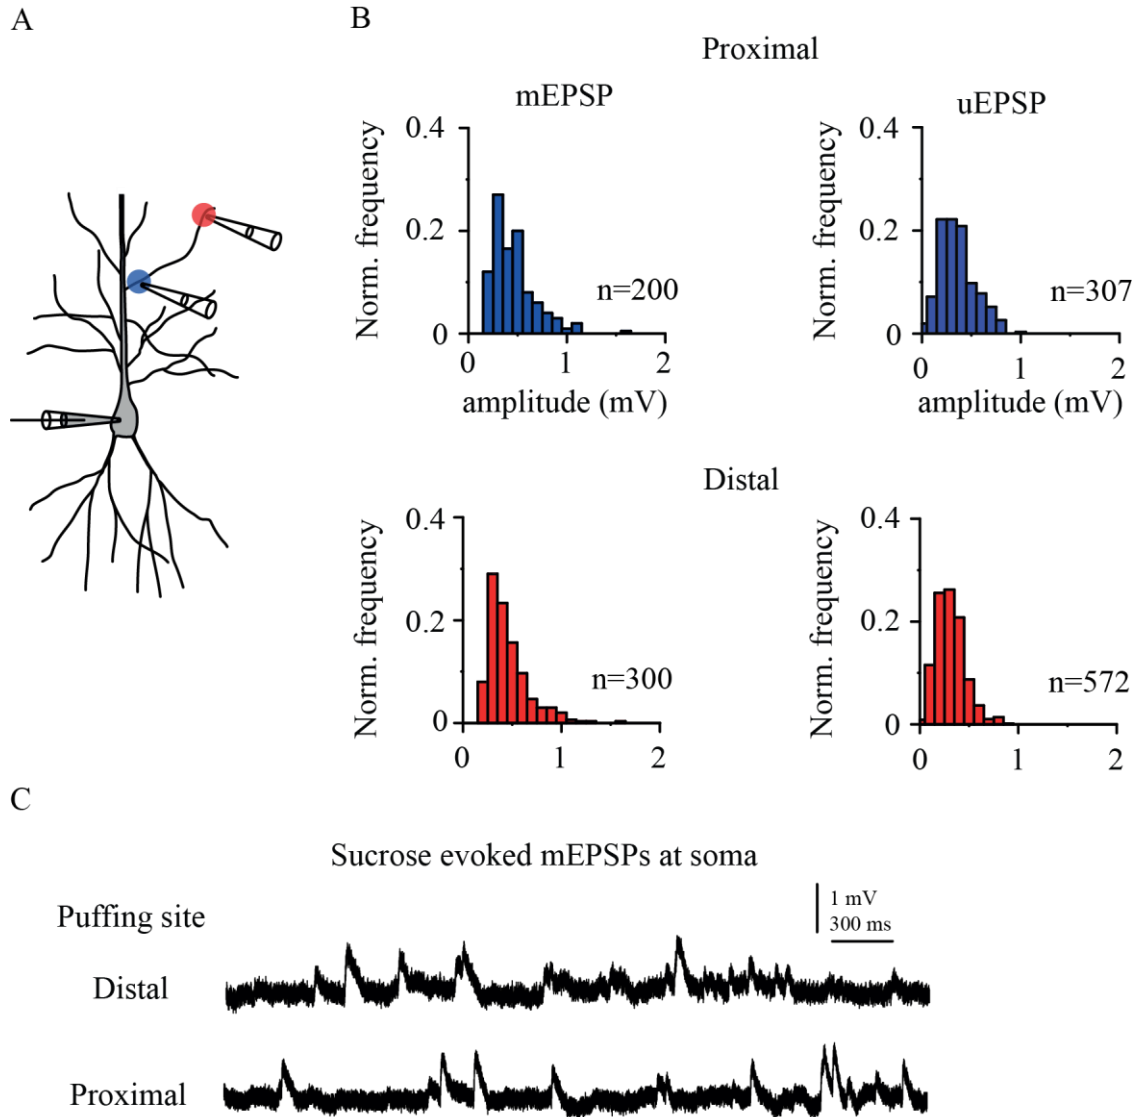 A
B
Proximal
mEPSP
uEPSP
Norm. frequency
0.4
0.2
0
n=200
0
1
2
amplitude (mV)
Norm. frequency
0.4
0.2
0
n=307
0
1
2
amplitude (mV)
Distal
Norm. frequency
0.4
0.2
0
n=300
0
1
2
Norm. frequency
0.4
0.2
0
n=572
0
1
2
C
Sucrose evoked mEPSPs at soma
Puffing site
1 mV
300 ms
Distal
Proximal